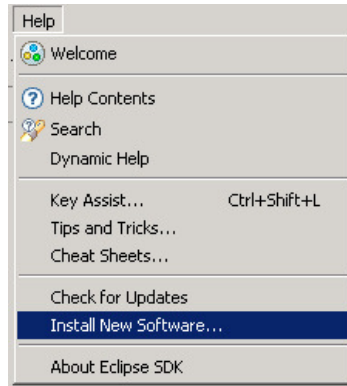 Help
Welcome
Help Contents
Search
Dynamic Help
Key Assist... Ctrl+Shift+L
Tips and Tricks...
Cheat Sheets...
Check for Updates
Install New Software...
About Eclipse SDK